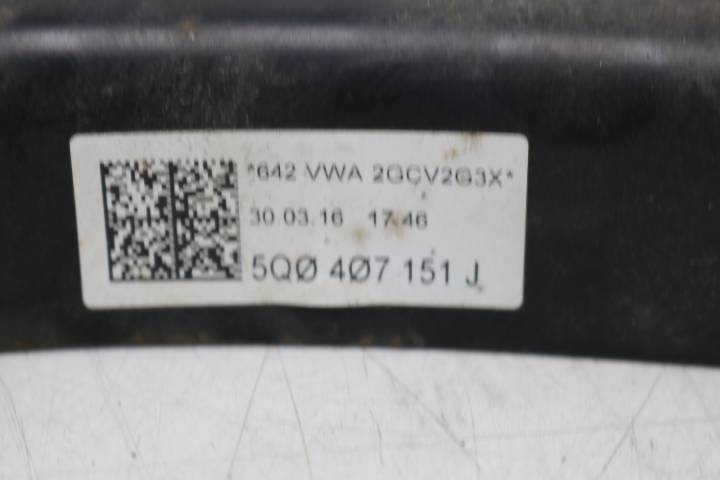 *642 VWA 2GCV2G3X*
30.03.16 17:46
5QØ 4Ø7 151 J